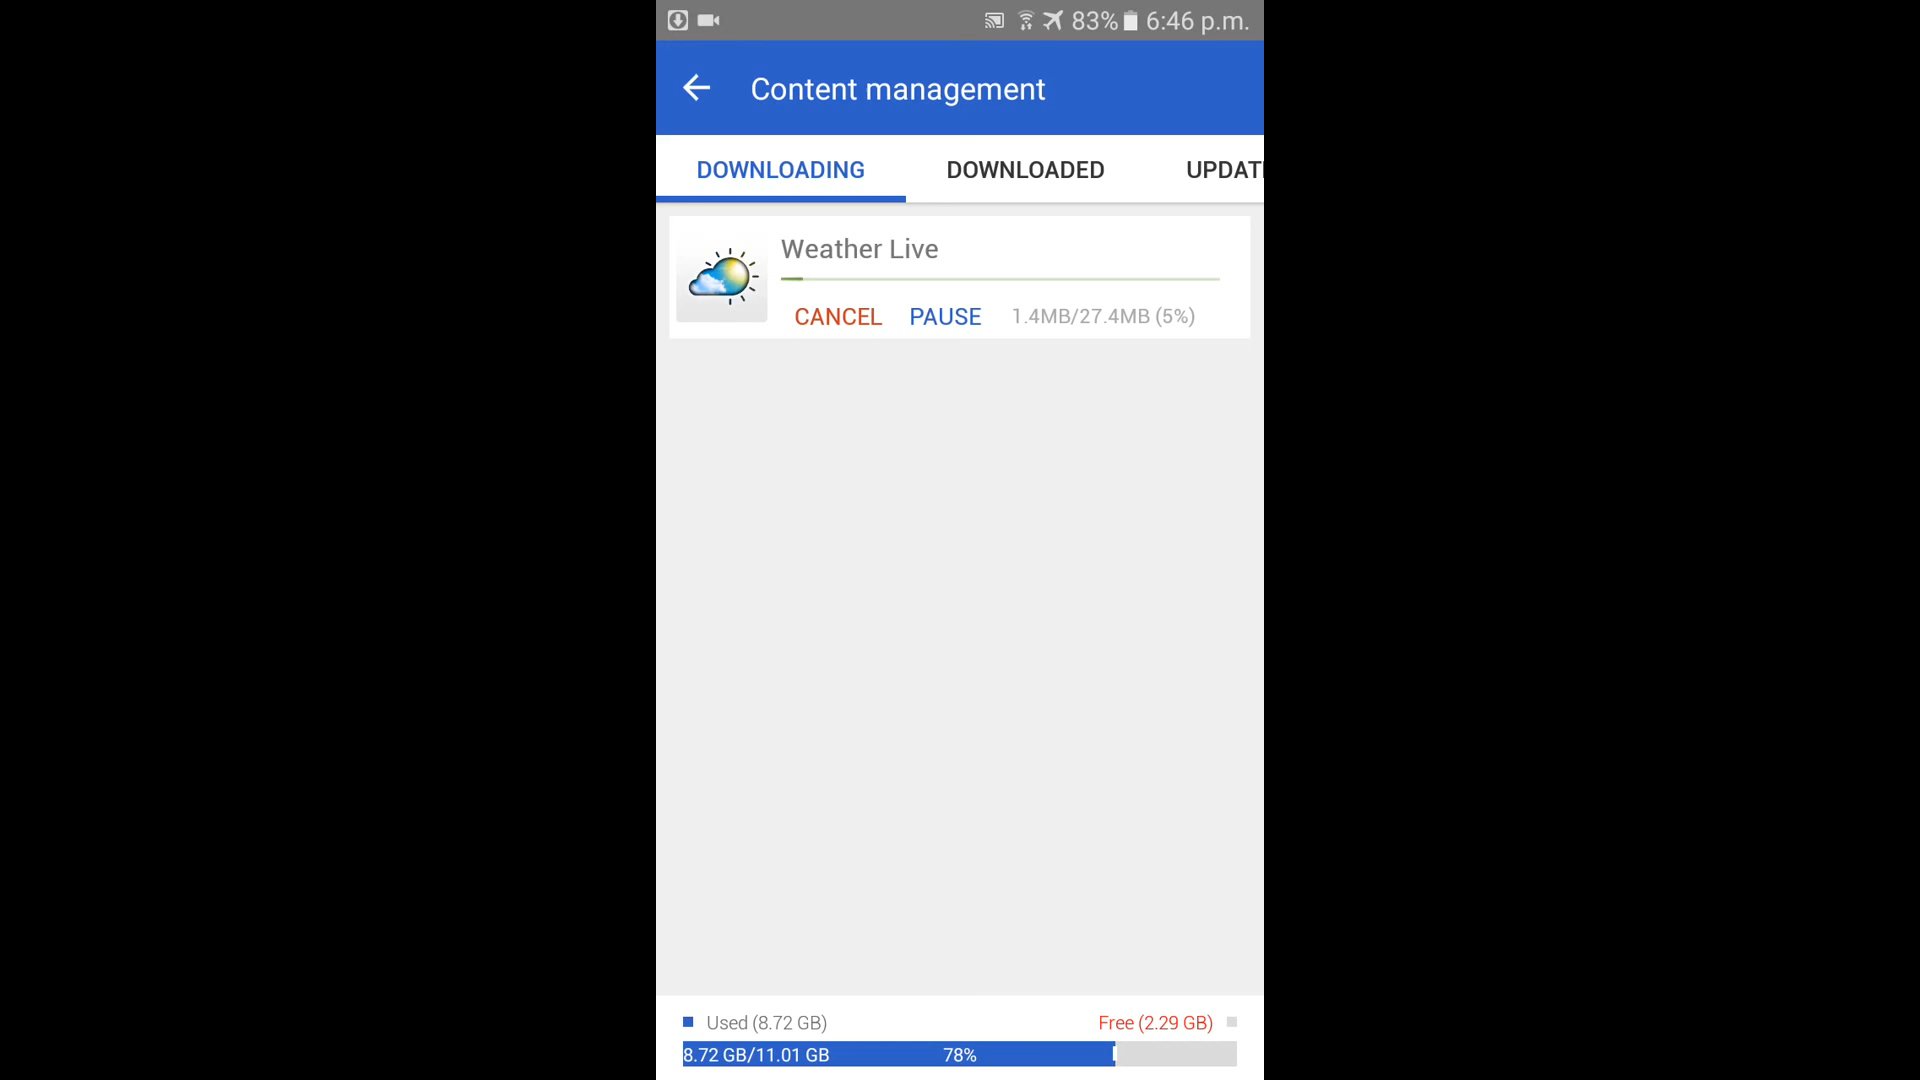 83% 6:46 p.m.
Content management
DOWNLOADING DOWNLOADED UPDAT
Weather Live
CANCEL PAUSE 1.4MB/27.4MB (5%)
Used (8.72 GB) Free (2.29 GB)
8.72 GB/11.01 GB 78%